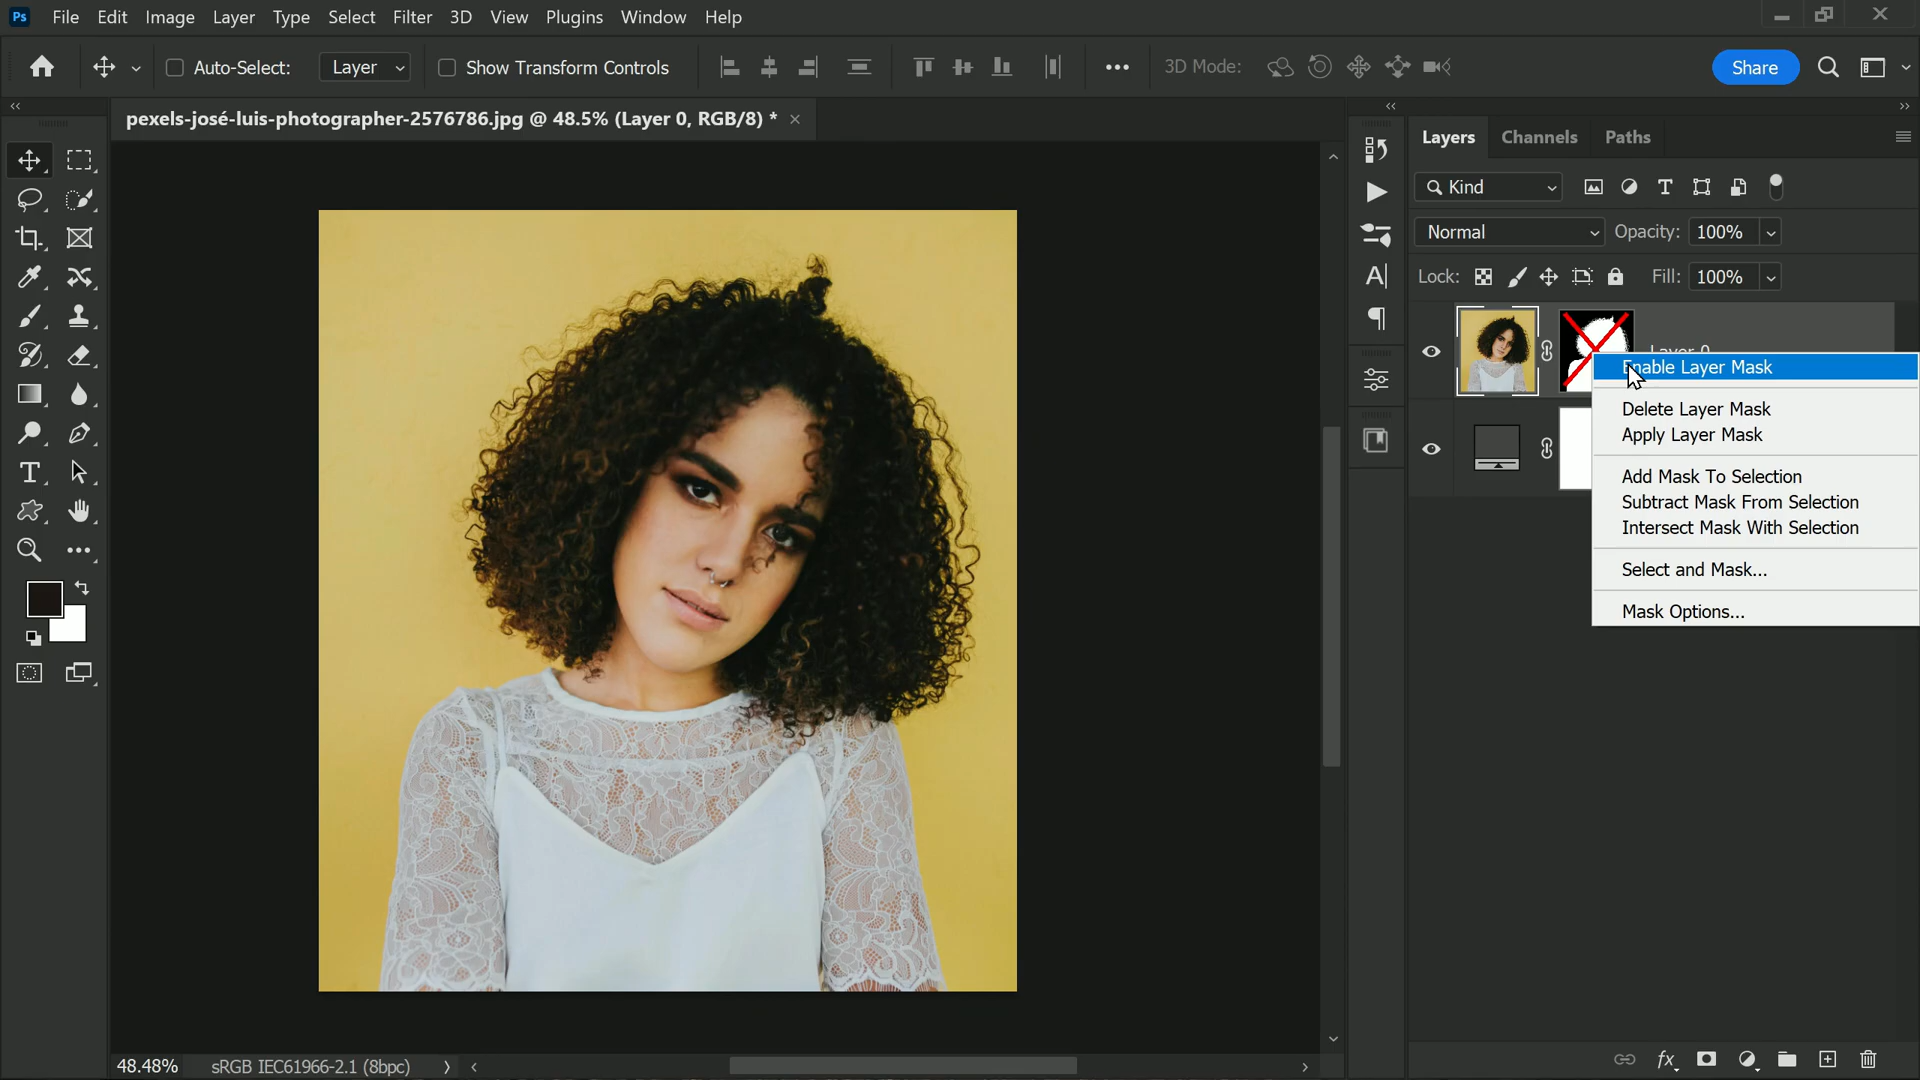 Ps File Edit Image Layer Type Select Filter 3D View Plugins Window Help
Auto-Select: Layer Show Transform Controls 3D Mode: Share
pexels-josé-luis-photographer-2576786.jpg @ 48.5% (Layer 0, RGB/8) *
Layers Channels Paths
Kind
Normal Opacity: 100%
Lock: Fill: 100%
Layer 0
Enable Layer Mask
Delete Layer Mask
Apply Layer Mask
Add Mask To Selection
Subtract Mask From Selection
Intersect Mask With Selection
Select and Mask...
Mask Options...
48.48% sRGB IEC61966-2.1 (8bpc)
fx